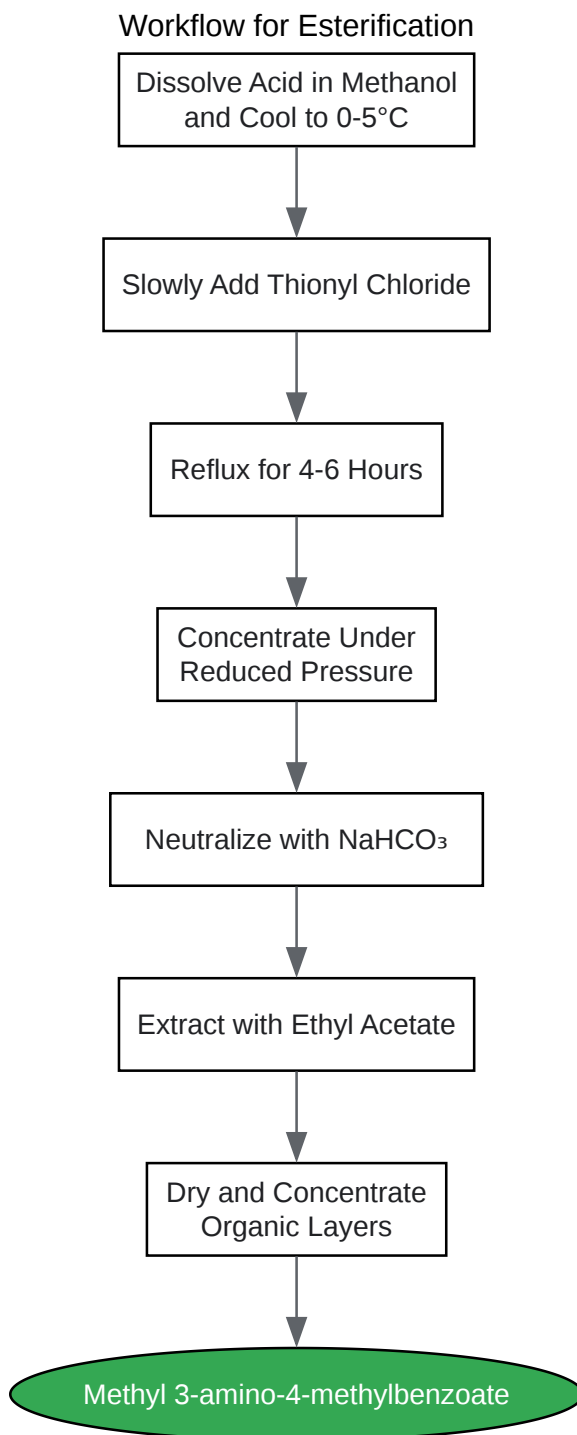 Workflow for Esterification
Dissolve Acid in Methanol
and Cool to 0-5°C
Slowly Add Thionyl Chloride
Reflux for 4-6 Hours
Concentrate Under
Reduced Pressure
Neutralize with NaHCO₃
Extract with Ethyl Acetate
Dry and Concentrate
Organic Layers
Methyl 3-amino-4-methylbenzoate